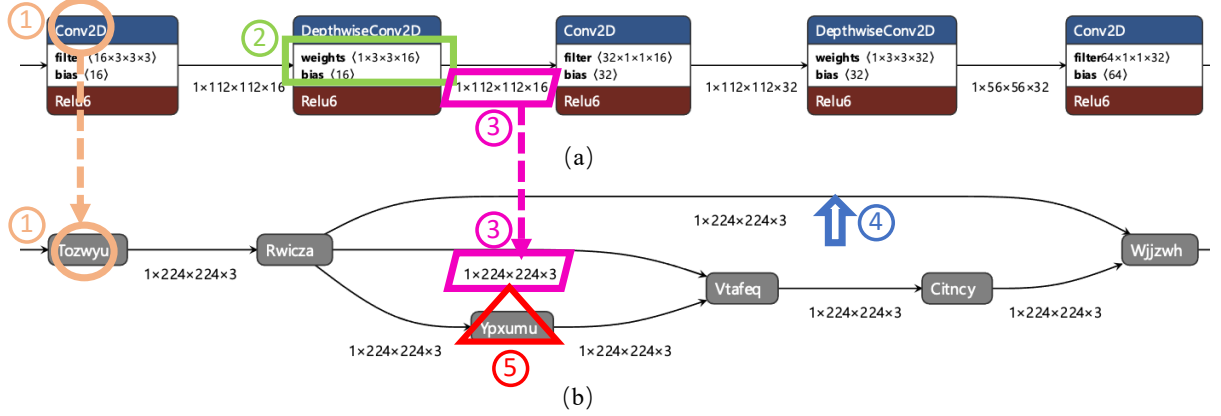 ① Conv2D
filter ⟨16×3×3×3⟩
bias ⟨16⟩
Relu6
1×112×112×16
② DepthwiseConv2D
weights ⟨1×3×3×16⟩
bias ⟨16⟩
Relu6
1×112×112×16
③
Conv2D
filter ⟨32×1×1×16⟩
bias ⟨32⟩
Relu6
1×112×112×32
DepthwiseConv2D
weights ⟨1×3×3×32⟩
bias ⟨32⟩
Relu6
1×56×56×32
Conv2D
filter64×1×1×32⟩
bias ⟨64⟩
Relu6
(a)
① Tozwyu
1×224×224×3
Rwicza
1×224×224×3
④
③
1×224×224×3
Ypxumu
⑤
1×224×224×3
1×224×224×3
Vtafeq
1×224×224×3
Citncy
1×224×224×3
Wjjzwh
(b)